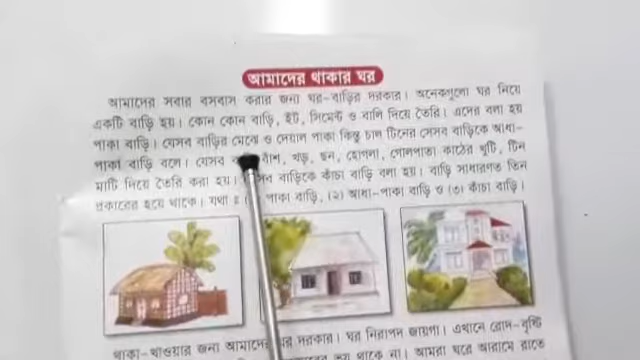 আমাদের থাকার ঘর
আমাদের সবার বসবাস করার জন্য ঘর-বাড়ির দরকার। অনেকগুলো ঘর নিয়ে
একটি বাড়ি হয়। কোন কোন বাড়ি, ইট, সিমেন্ট ও বালি দিয়ে তৈরি। এদের বলা হয়
পাকা বাড়ি। যেসব বাড়ির মেঝে ও দেয়াল পাকা কিন্তু চাল টিনের সেসব বাড়িকে আধা-
পাকা বাড়ি বলে। যেসব বাঁশ, খড়, ছন, হোগলা, গোলপাতা কাঠের খুটি, টিন
মাটি দিয়ে তৈরি করা হয়। বাড়িকে কাঁচা বাড়ি বলা হয়। বাড়ি সাধারণত তিন
প্রকারের হয়ে থাকে। যথা ঃ পাকা বাড়ি, (২) আধা-পাকা বাড়ি ও (৩) কাঁচা বাড়ি।
থাকা-খাওয়ার জন্য আমাদের ঘর দরকার। ঘর নিরাপদ জায়গা। এখানে রোদ-বৃষ্টি
ভয় থাকে না। আমরা ঘরে আরামে রাতে